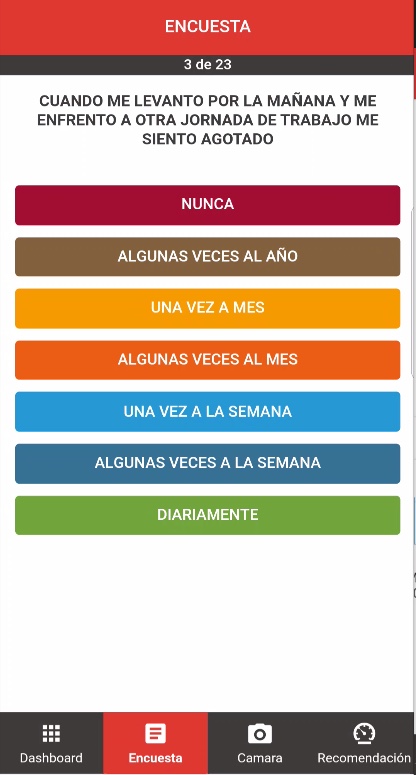 ENCUESTA
3 de 23
CUANDO ME LEVANTO POR LA MAÑANA Y ME
ENFRENTO A OTRA JORNADA DE TRABAJO ME
SIENTO AGOTADO
NUNCA
ALGUNAS VECES AL AÑO
UNA VEZ A MES
ALGUNAS VECES AL MES
UNA VEZ A LA SEMANA
ALGUNAS VECES A LA SEMANA
DIARIAMENTE
Dashboard
Encuesta
Camara
Recomendación